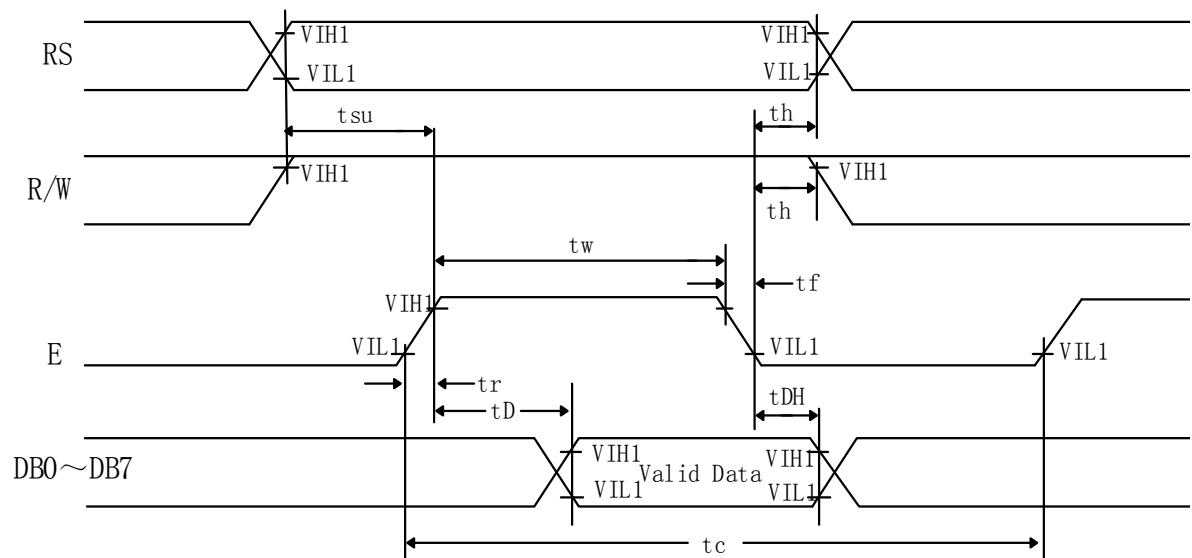 RS
VIH1
VIH1
VIL1
VIL1
tsu
th
R/W
VIH1
VIH1
th
tw
tf
VIH1
E
VIL1
VIL1
VIL1
tr
tD
tDH
DB0～DB7
VIH1
Valid Data
VIH1
VIL1
VIL1
tc